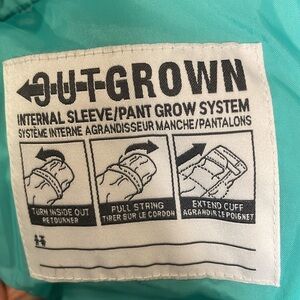 OUTGROWN
INTERNAL SLEEVE/PANT GROW SYSTEM
SYSTÈME INTERNE AGRANDISSEUR MANCHE/PANTALONS
TURN INSIDE OUT
RETOURNER
PULL STRING
TIRER SUR LE CORDON
EXTEND CUFF
AGRANDIR LE POIGNET